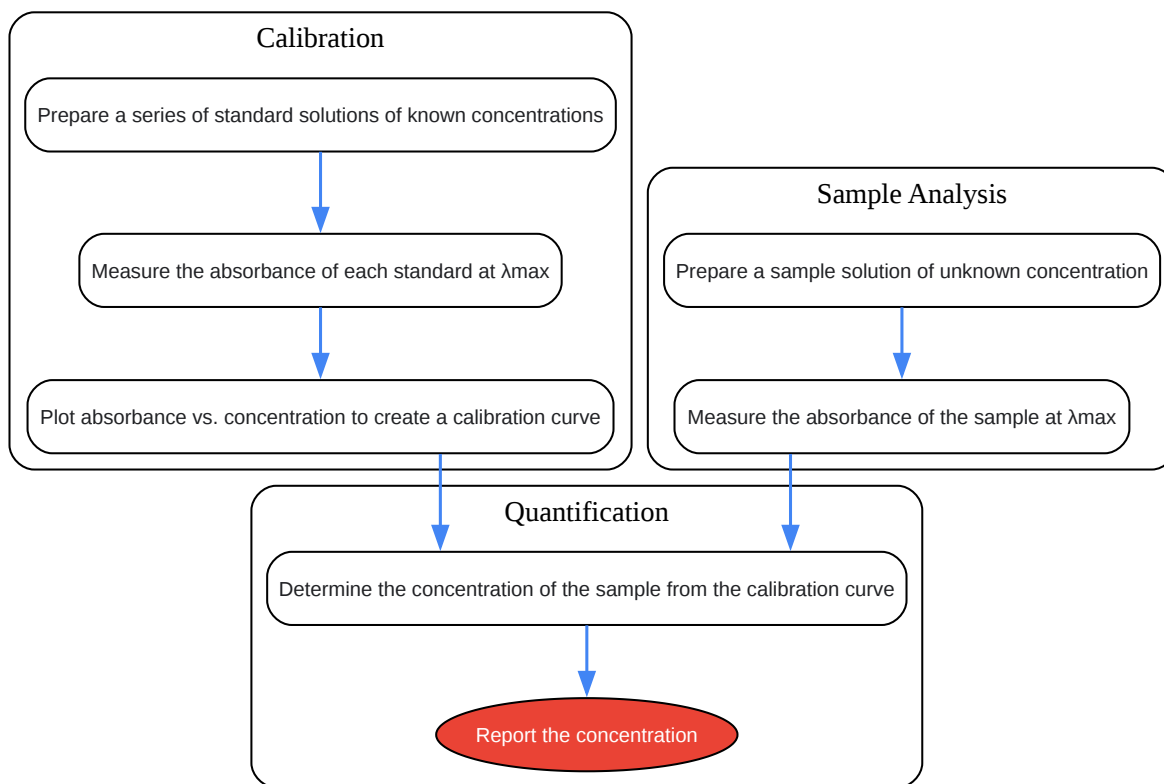 Calibration
Prepare a series of standard solutions of known concentrations
Measure the absorbance of each standard at λmax
Plot absorbance vs. concentration to create a calibration curve
Sample Analysis
Prepare a sample solution of unknown concentration
Measure the absorbance of the sample at λmax
Quantification
Determine the concentration of the sample from the calibration curve
Report the concentration